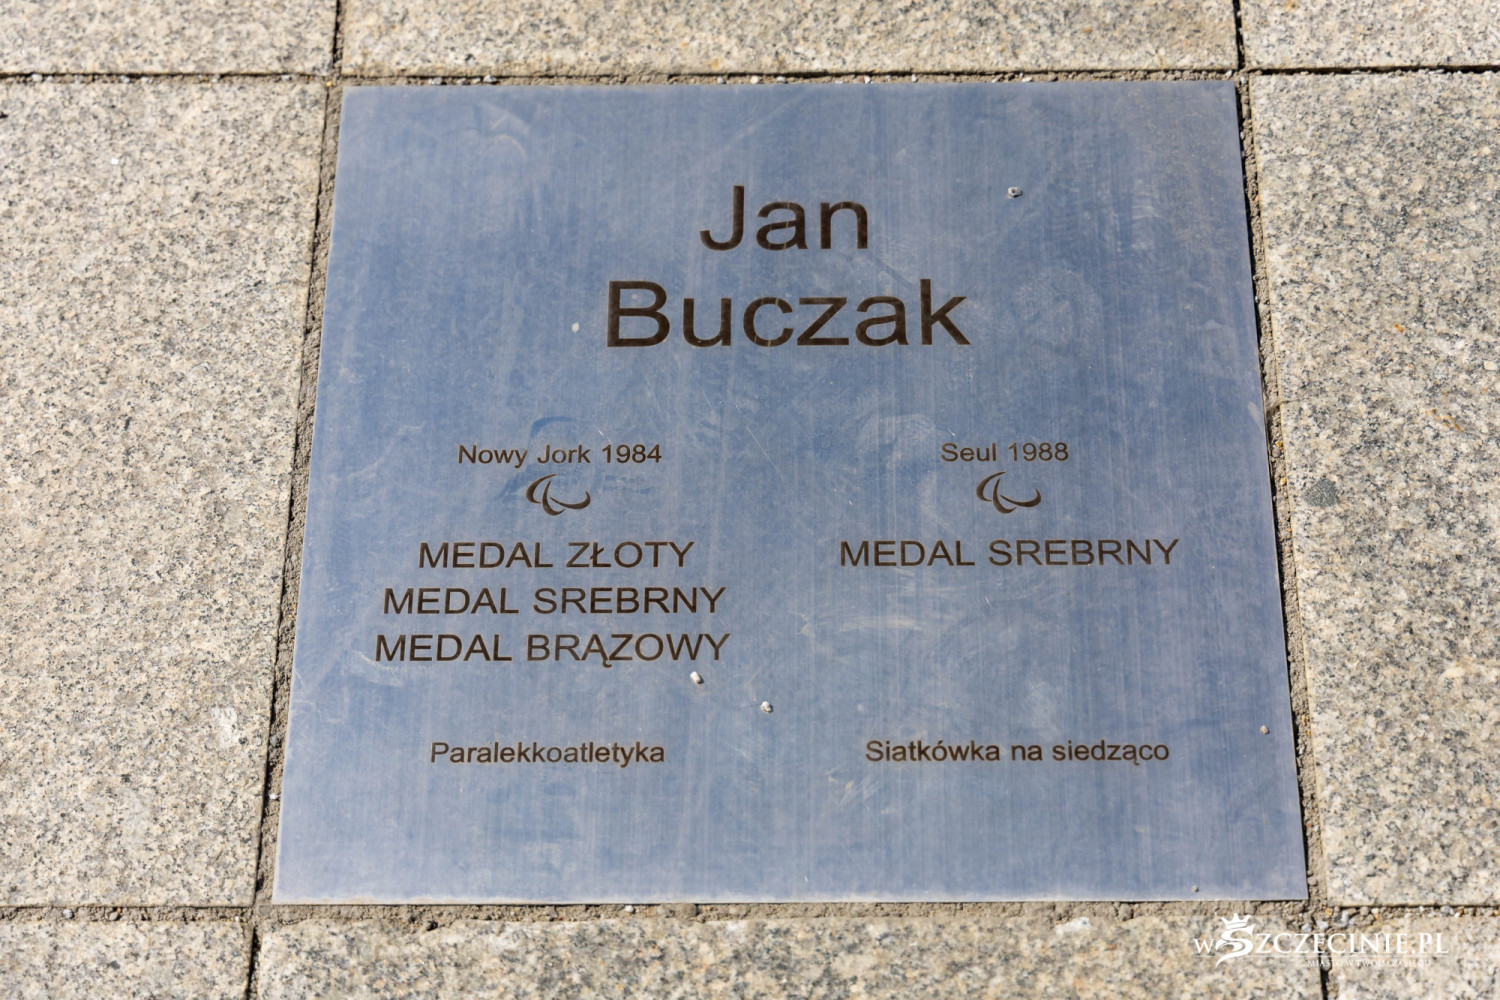 Jan
Buczak
Nowy Jork 1984
MEDAL ZŁOTY
MEDAL SREBRNY
MEDAL BRĄZOWY
Paralekkoatletyka
Seul 1988
MEDAL SREBRNY
Siatkówka na siedząco
wSZCZECINIE.PL